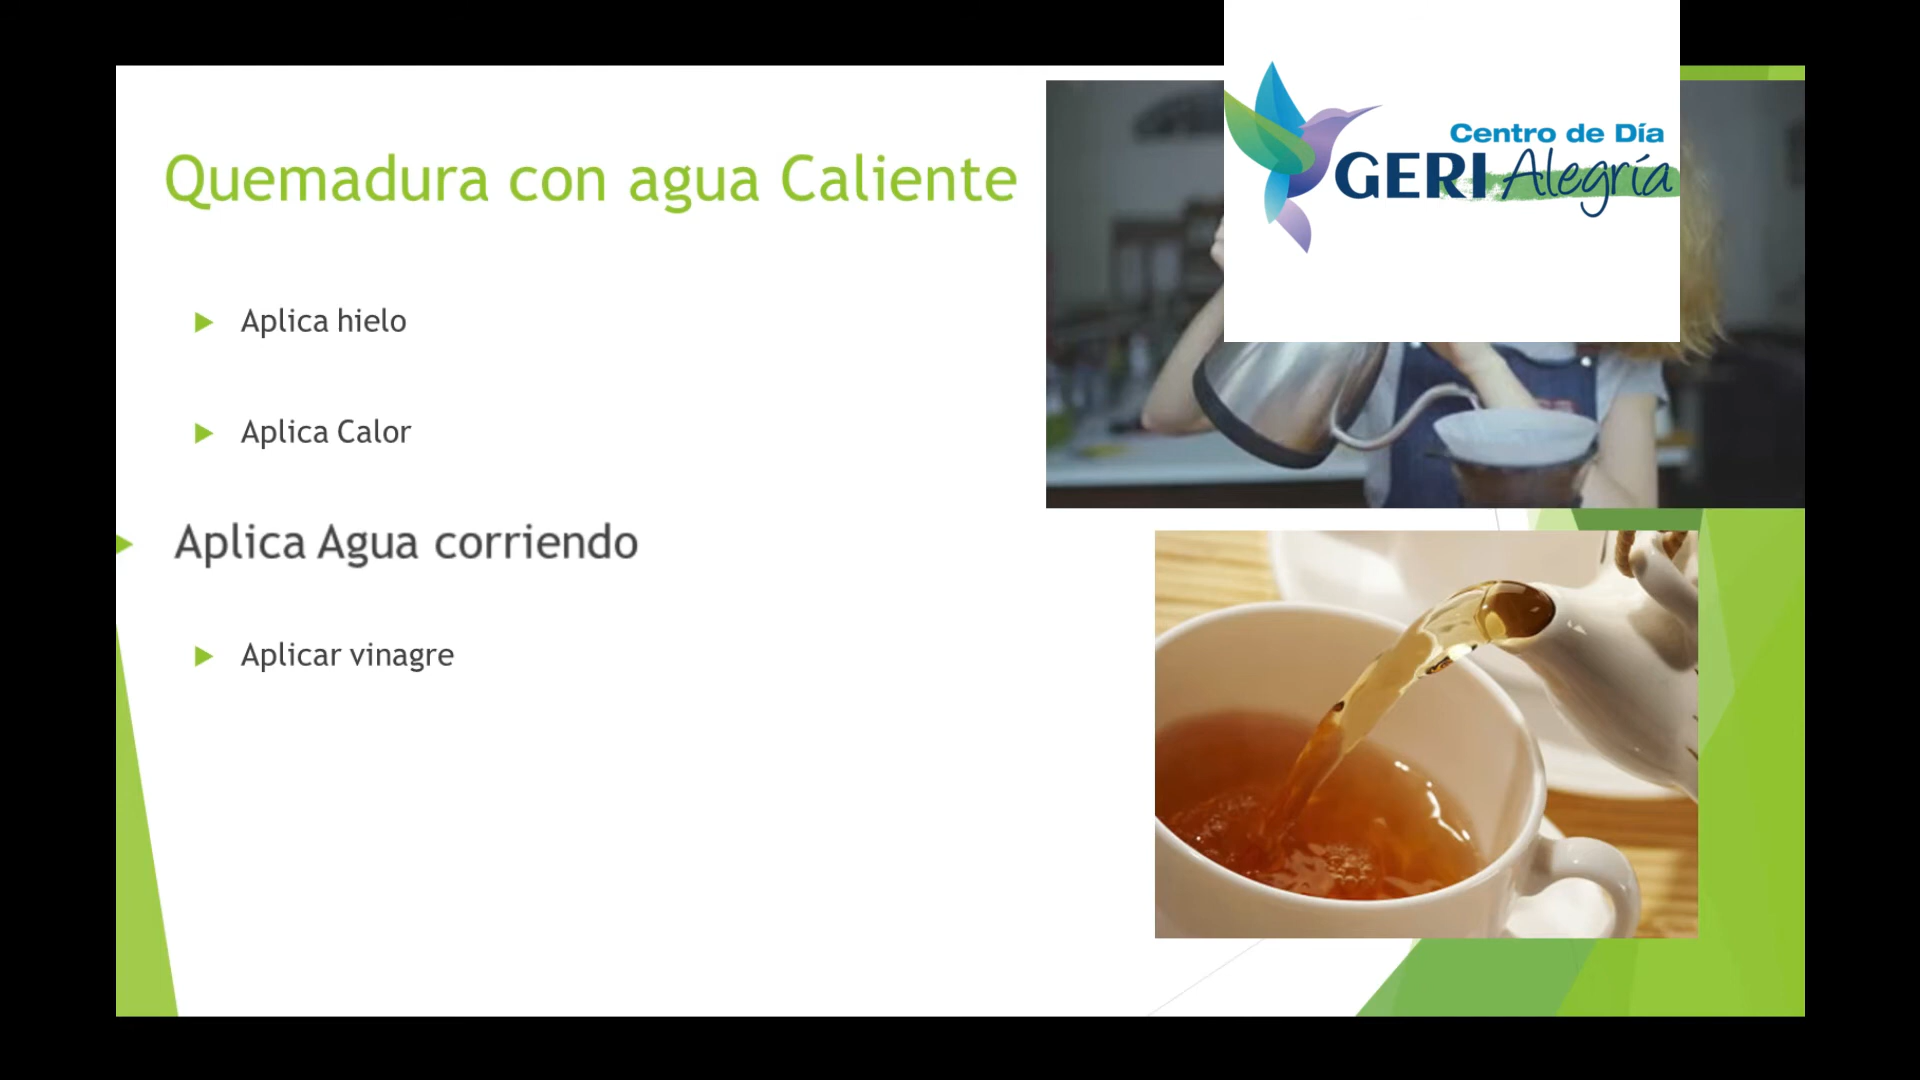 Quemadura con agua Caliente
Centro de Día
GERI Alegría
Aplica hielo
Aplica Calor
Aplica Agua corriendo
Aplicar vinagre